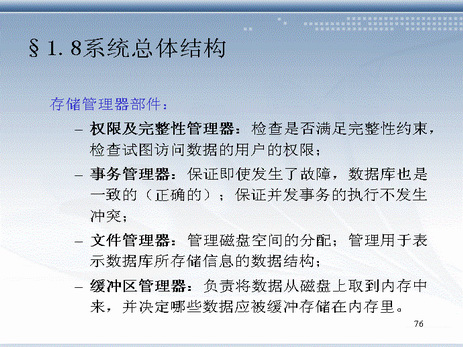 §1.8系统总体结构
存储管理器部件：
– 权限及完整性管理器：检查是否满足完整性约束，
检查试图访问数据的用户的权限；
– 事务管理器：保证即使发生了故障，数据库也是
一致的（正确的）；保证并发事务的执行不发生
冲突；
– 文件管理器：管理磁盘空间的分配；管理用于表
示数据库所存储信息的数据结构；
– 缓冲区管理器：负责将数据从磁盘上取到内存中
来，并决定哪些数据应被缓冲存储在内存里。
76